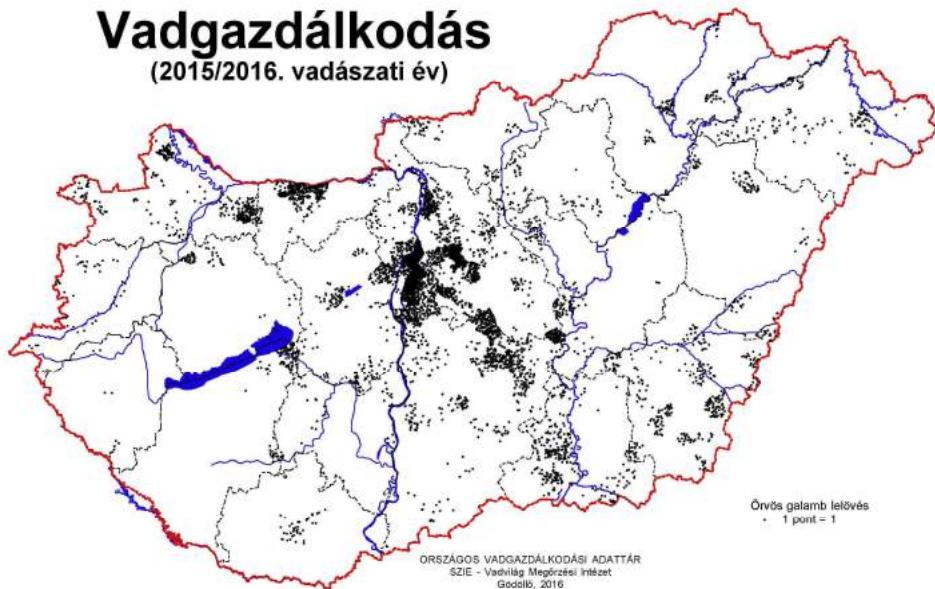 Vadgazdálkodás
(2015/2016. vadászati év)
Örvös galamb lelövés
1 pont = 1
ORSZÁGOS VADGAZDÁLKODÁSI ADATTÁR
SZIE - Vadvilág Megőrzési Intézet
Gödöllő, 2016